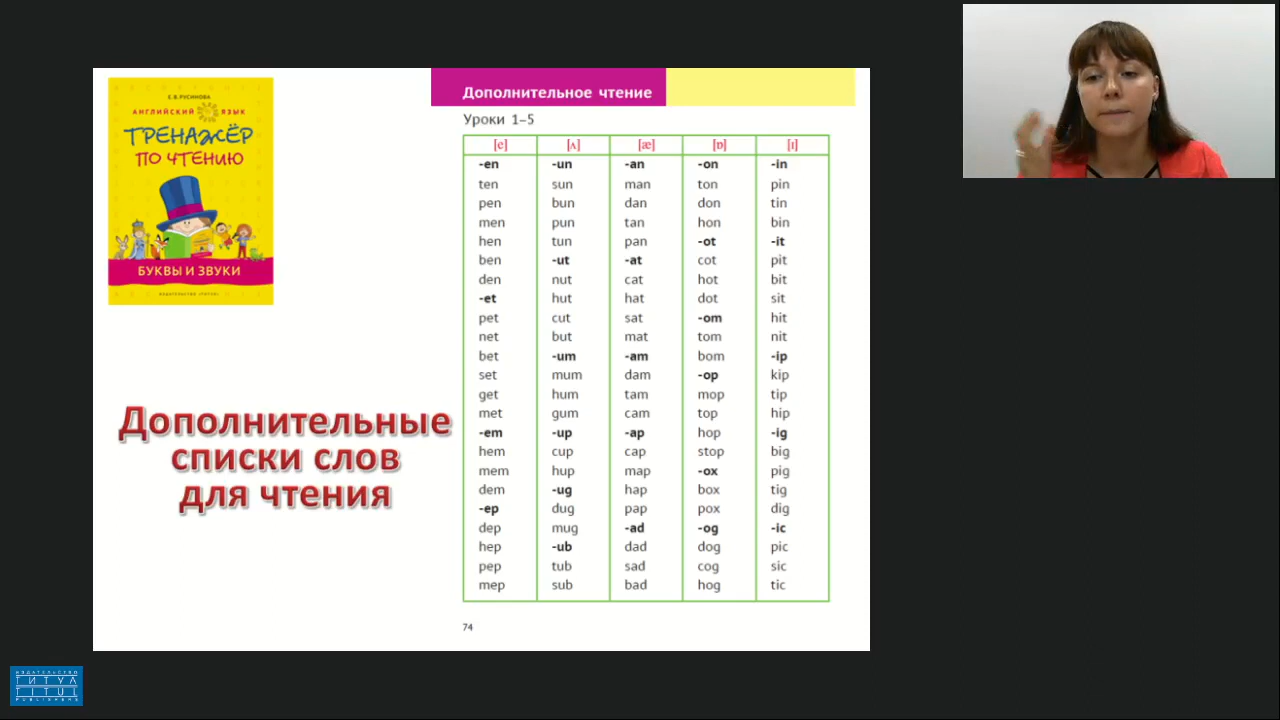 Е. В. РУСИНОВА
АНГЛИЙСКИЙ ЯЗЫК
ТРЕНАЖЁР
ПО ЧТЕНИЮ
БУКВЫ И ЗВУКИ
ИЗДАТЕЛЬСТВО «ТИТУЛ»
Дополнительные
списки слов
для чтения
Дополнительное чтение
Уроки 1–5
[e] [ʌ] [æ] [ɒ] [ɪ]
-en -un -an -on -in
ten sun man ton pin
pen bun dan don tin
men pun tan hon bin
hen tun pan -ot -it
ben -ut -at cot pit
den nut cat hot bit
-et hut hat dot sit
pet cut sat -om hit
net but mat tom nit
bet -um -am bom -ip
set mum dam -op kip
get hum tam mop tip
met gum cam top hip
-em -up -ap hop -ig
hem cup cap stop big
mem hup map -ox pig
dem -ug hap box tig
-ep dug pap pox dig
dep mug -ad -og -ic
hep -ub dad dog pic
pep tub sad cog sic
mep sub bad hog tic
74
ИЗДАТЕЛЬСТВО
ТИТУЛ
TITUL
PUBLISHERS